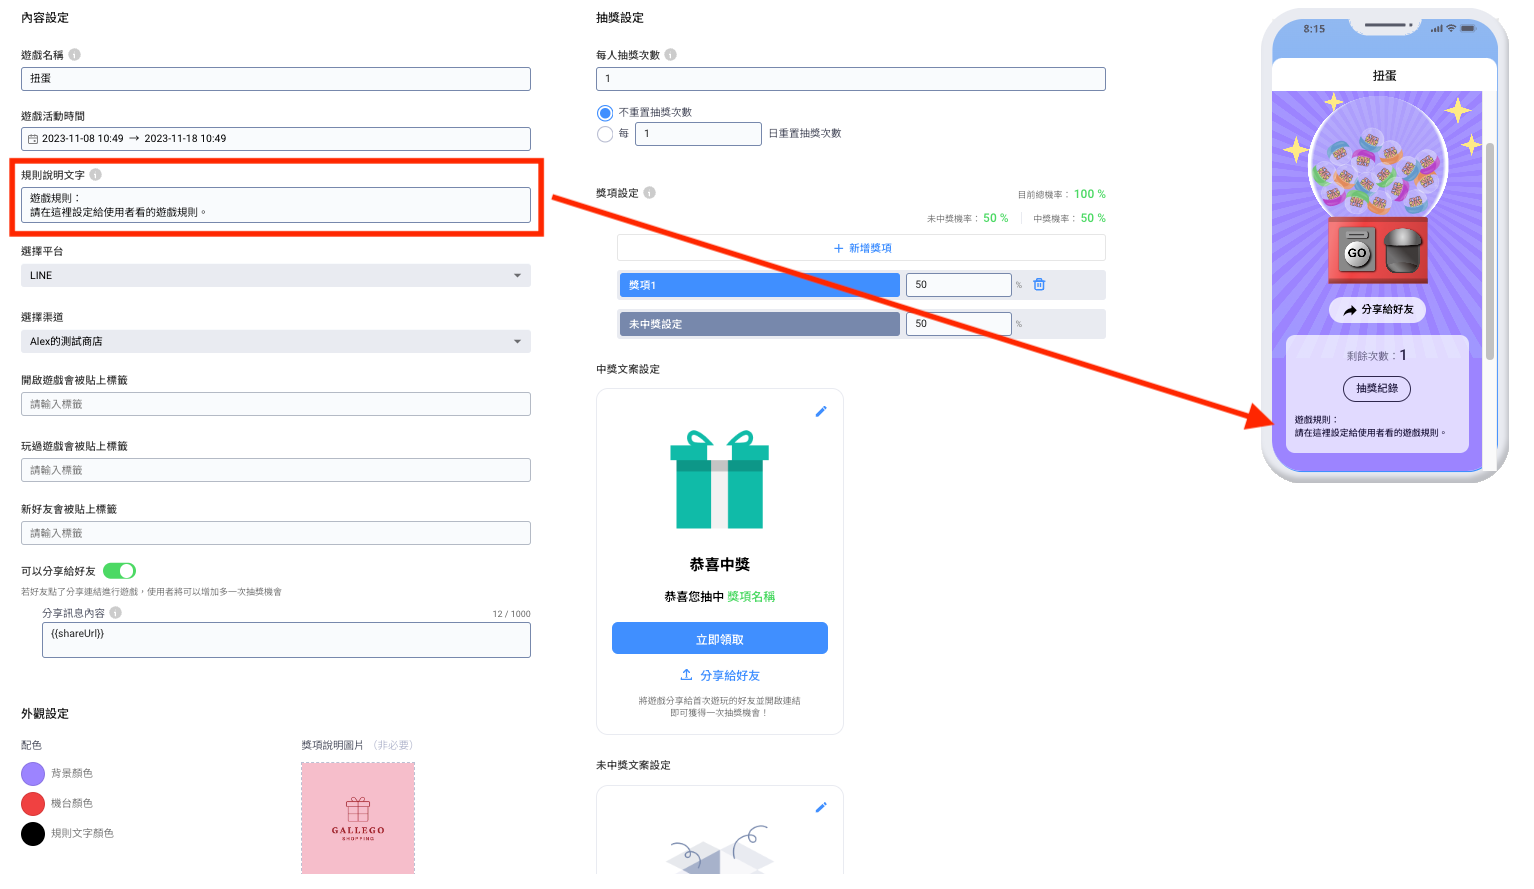 內容設定
遊戲名稱
扭蛋
遊戲活動時間
2023-11-08 10:49 → 2023-11-18 10:49
規則說明文字
遊戲規則：
請在這裡設定給使用者看的遊戲規則。
選擇平台
LINE
選擇渠道
Alex的測試商店
開啟遊戲會被貼上標籤
請輸入標籤
玩過遊戲會被貼上標籤
請輸入標籤
新好友會被貼上標籤
請輸入標籤
可以分享給好友
若好友點了分享連結進行遊戲，使用者將可以增加多一次抽獎機會
分享訊息內容 12 / 1000
{{shareUrl}}
外觀設定
配色
背景顏色
機台顏色
規則文字顏色
獎項說明圖片 （非必要）
GALLEGO
SHOPPING
抽獎設定
每人抽獎次數
1
不重置抽獎次數
每 1 日重置抽獎次數
獎項設定 目前總機率： 100 %
未中獎機率： 50 % 中獎機率： 50 %
＋ 新增獎項
獎項1 50 %
未中獎設定 50 %
中獎文案設定
恭喜中獎
恭喜您抽中 獎項名稱
立即領取
分享給好友
將遊戲分享給首次遊玩的好友並開啟連結
即可獲得一次抽獎機會！
未中獎文案設定
8:15
扭蛋
GO
分享給好友
剩餘次數：1
抽獎紀錄
遊戲規則：
請在這裡設定給使用者看的遊戲規則。